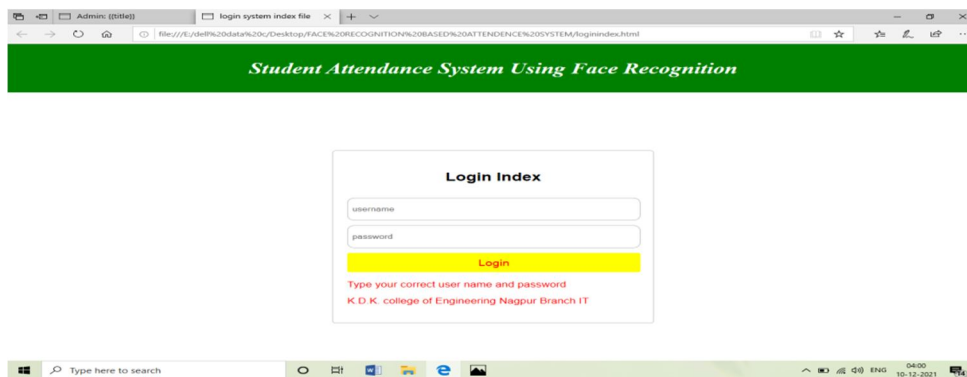 Admin: {{title}}
login system index file
file:///E:/dell%20data%20c/Desktop/FACE%20RECOGNITION%20BASED%20ATTENDENCE%20SYSTEM/loginindex.html
Student Attendance System Using Face Recognition
Login Index
username
password
Login
Type your correct user name and password
K.D.K. college of Engineering Nagpur Branch IT
Type here to search
ENG
04:00
10-12-2021